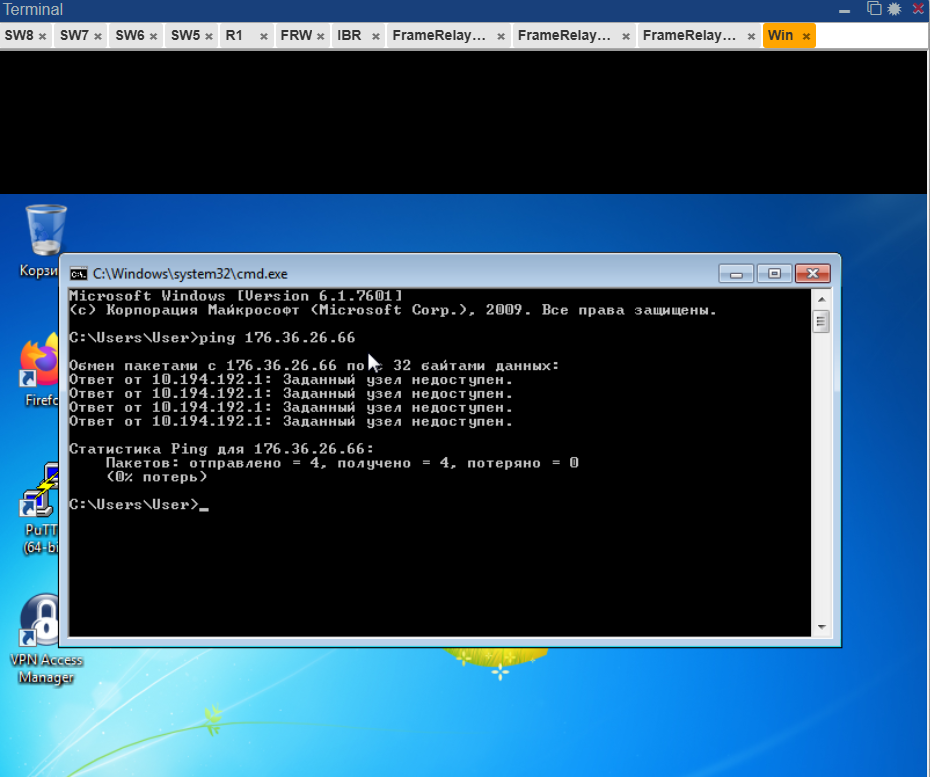 Terminal
SW8 SW7 SW6 SW5 R1 FRW IBR FrameRelay... FrameRelay... FrameRelay... Win
Корзи
C:\Windows\system32\cmd.exe
Microsoft Windows [Version 6.1.7601]
(c) Корпорация Майкрософт (Microsoft Corp.), 2009. Все права защищены.
C:\Users\User>ping 176.36.26.66
Обмен пакетами с 176.36.26.66 по с 32 байтами данных:
Ответ от 10.194.192.1: Заданный узел недоступен.
Ответ от 10.194.192.1: Заданный узел недоступен.
Ответ от 10.194.192.1: Заданный узел недоступен.
Ответ от 10.194.192.1: Заданный узел недоступен.
Firefo
Статистика Ping для 176.36.26.66:
Пакетов: отправлено = 4, получено = 4, потеряно = 0
(0% потерь)
C:\Users\User>_
PuTT
(64-bi
VPN Access
Manager